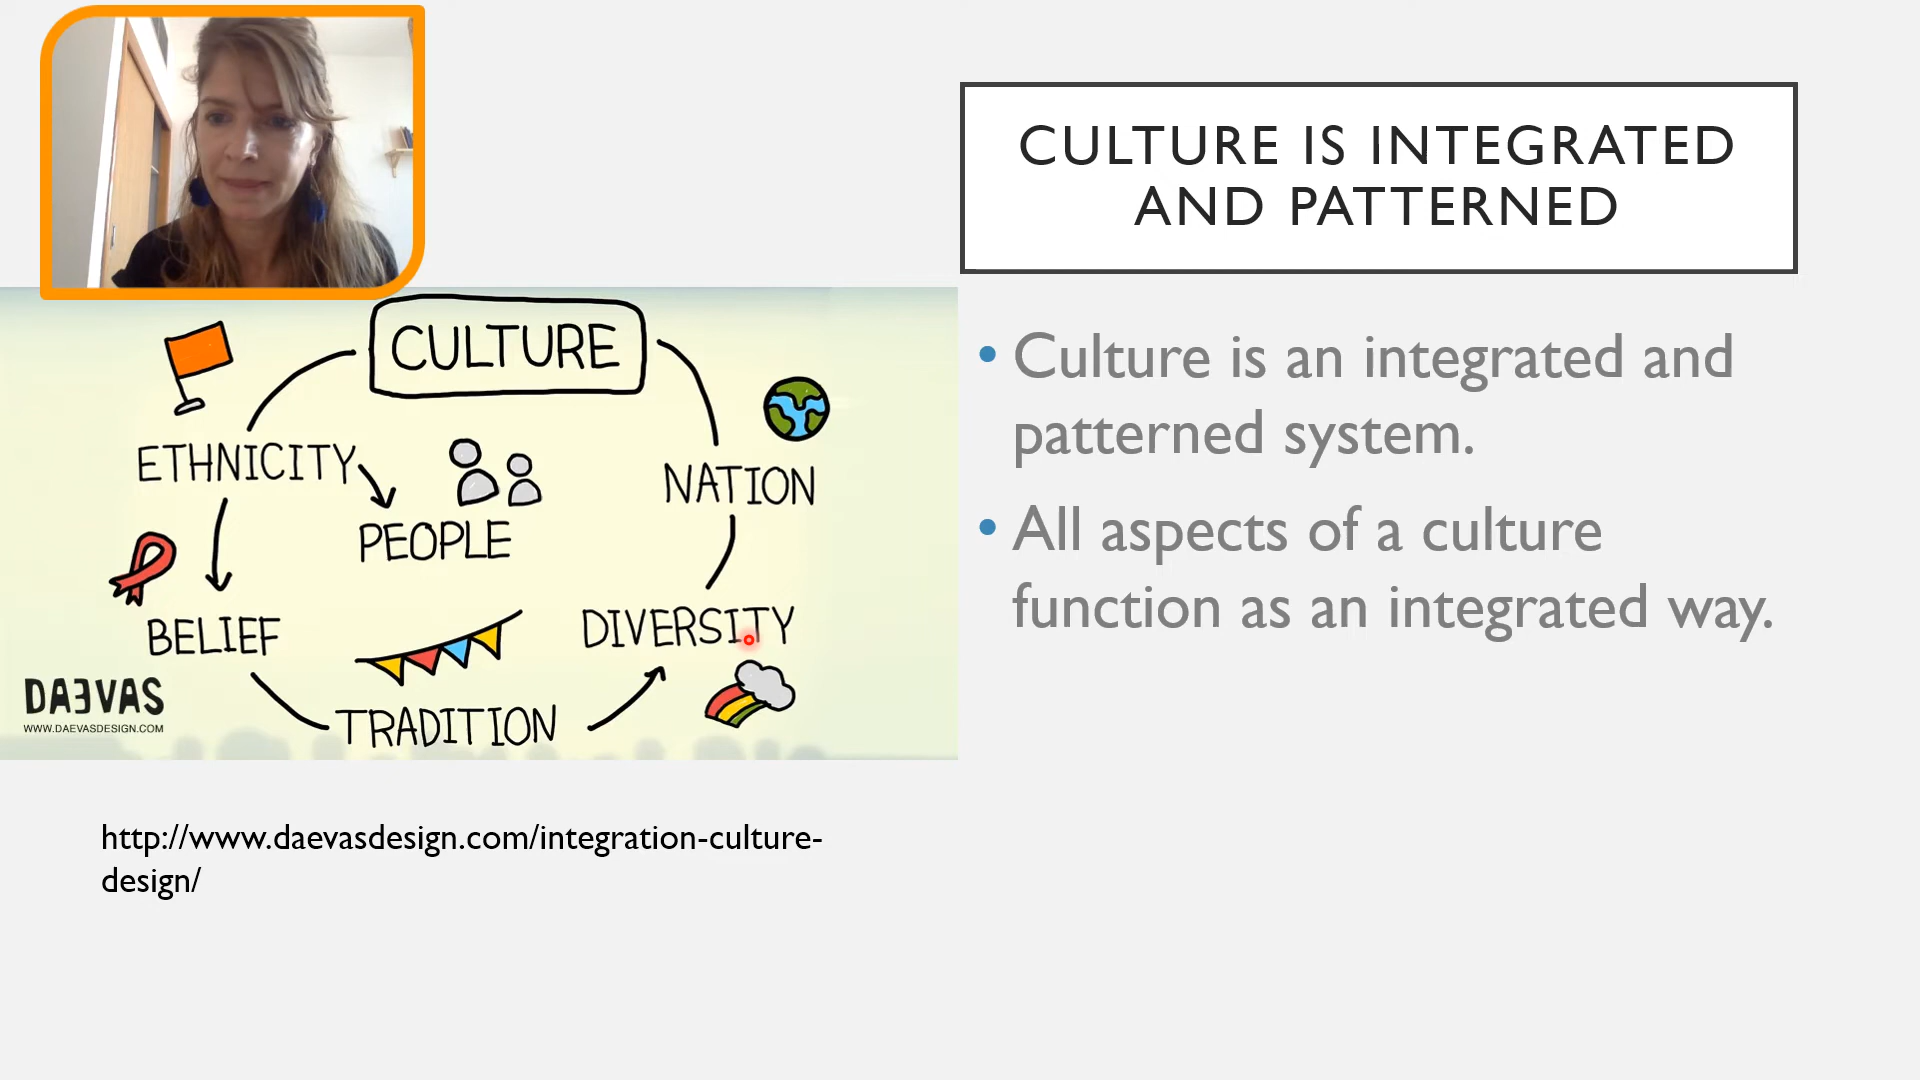 CULTURE IS INTEGRATED
AND PATTERNED
CULTURE
ETHNICITY
NATION
PEOPLE
BELIEF
DIVERSITY
TRADITION
DAEVAS
WWW.DAEVASDESIGN.COM
• Culture is an integrated and
patterned system.
• All aspects of a culture
function as an integrated way.
http://www.daevasdesign.com/integration-culture-
design/